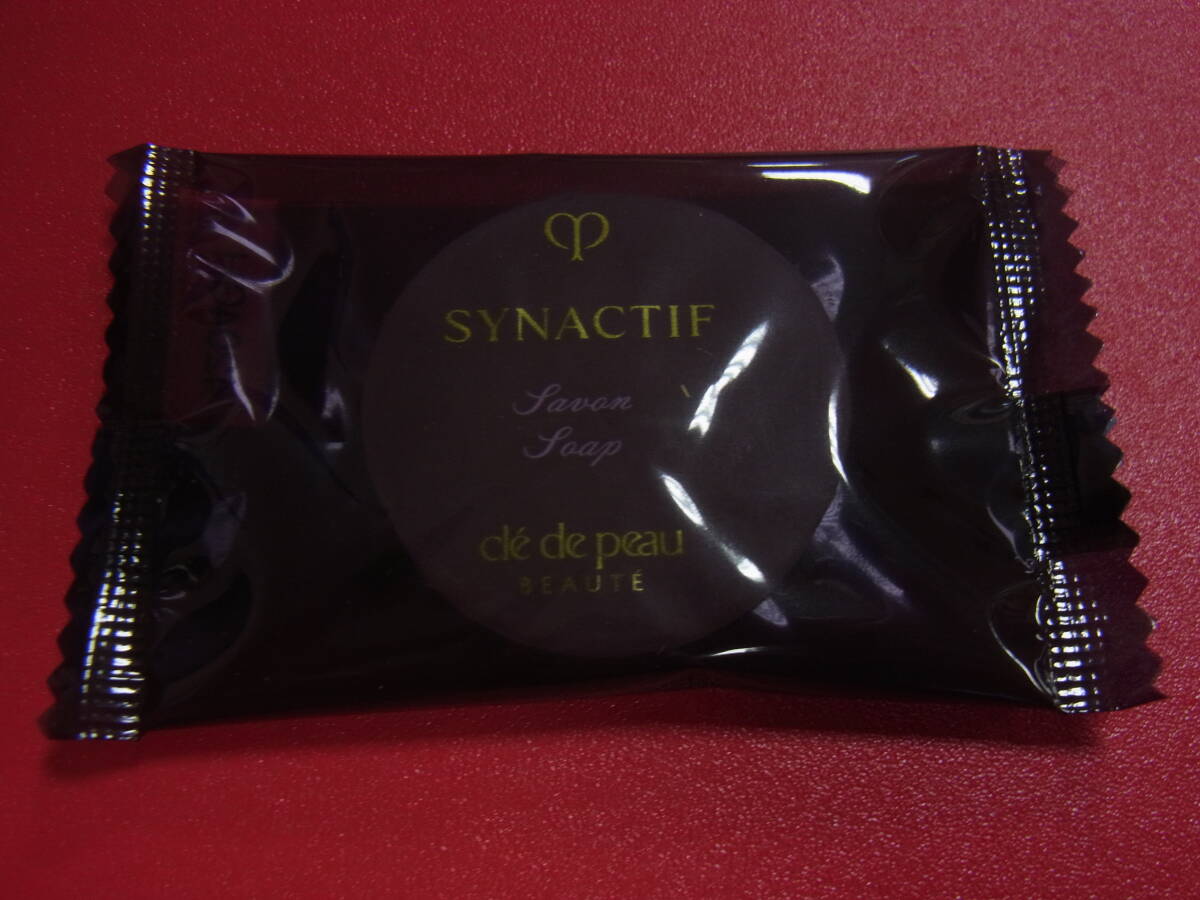 SYNACTIF
Savon
Soap
clé de peau
BEAUTÉ